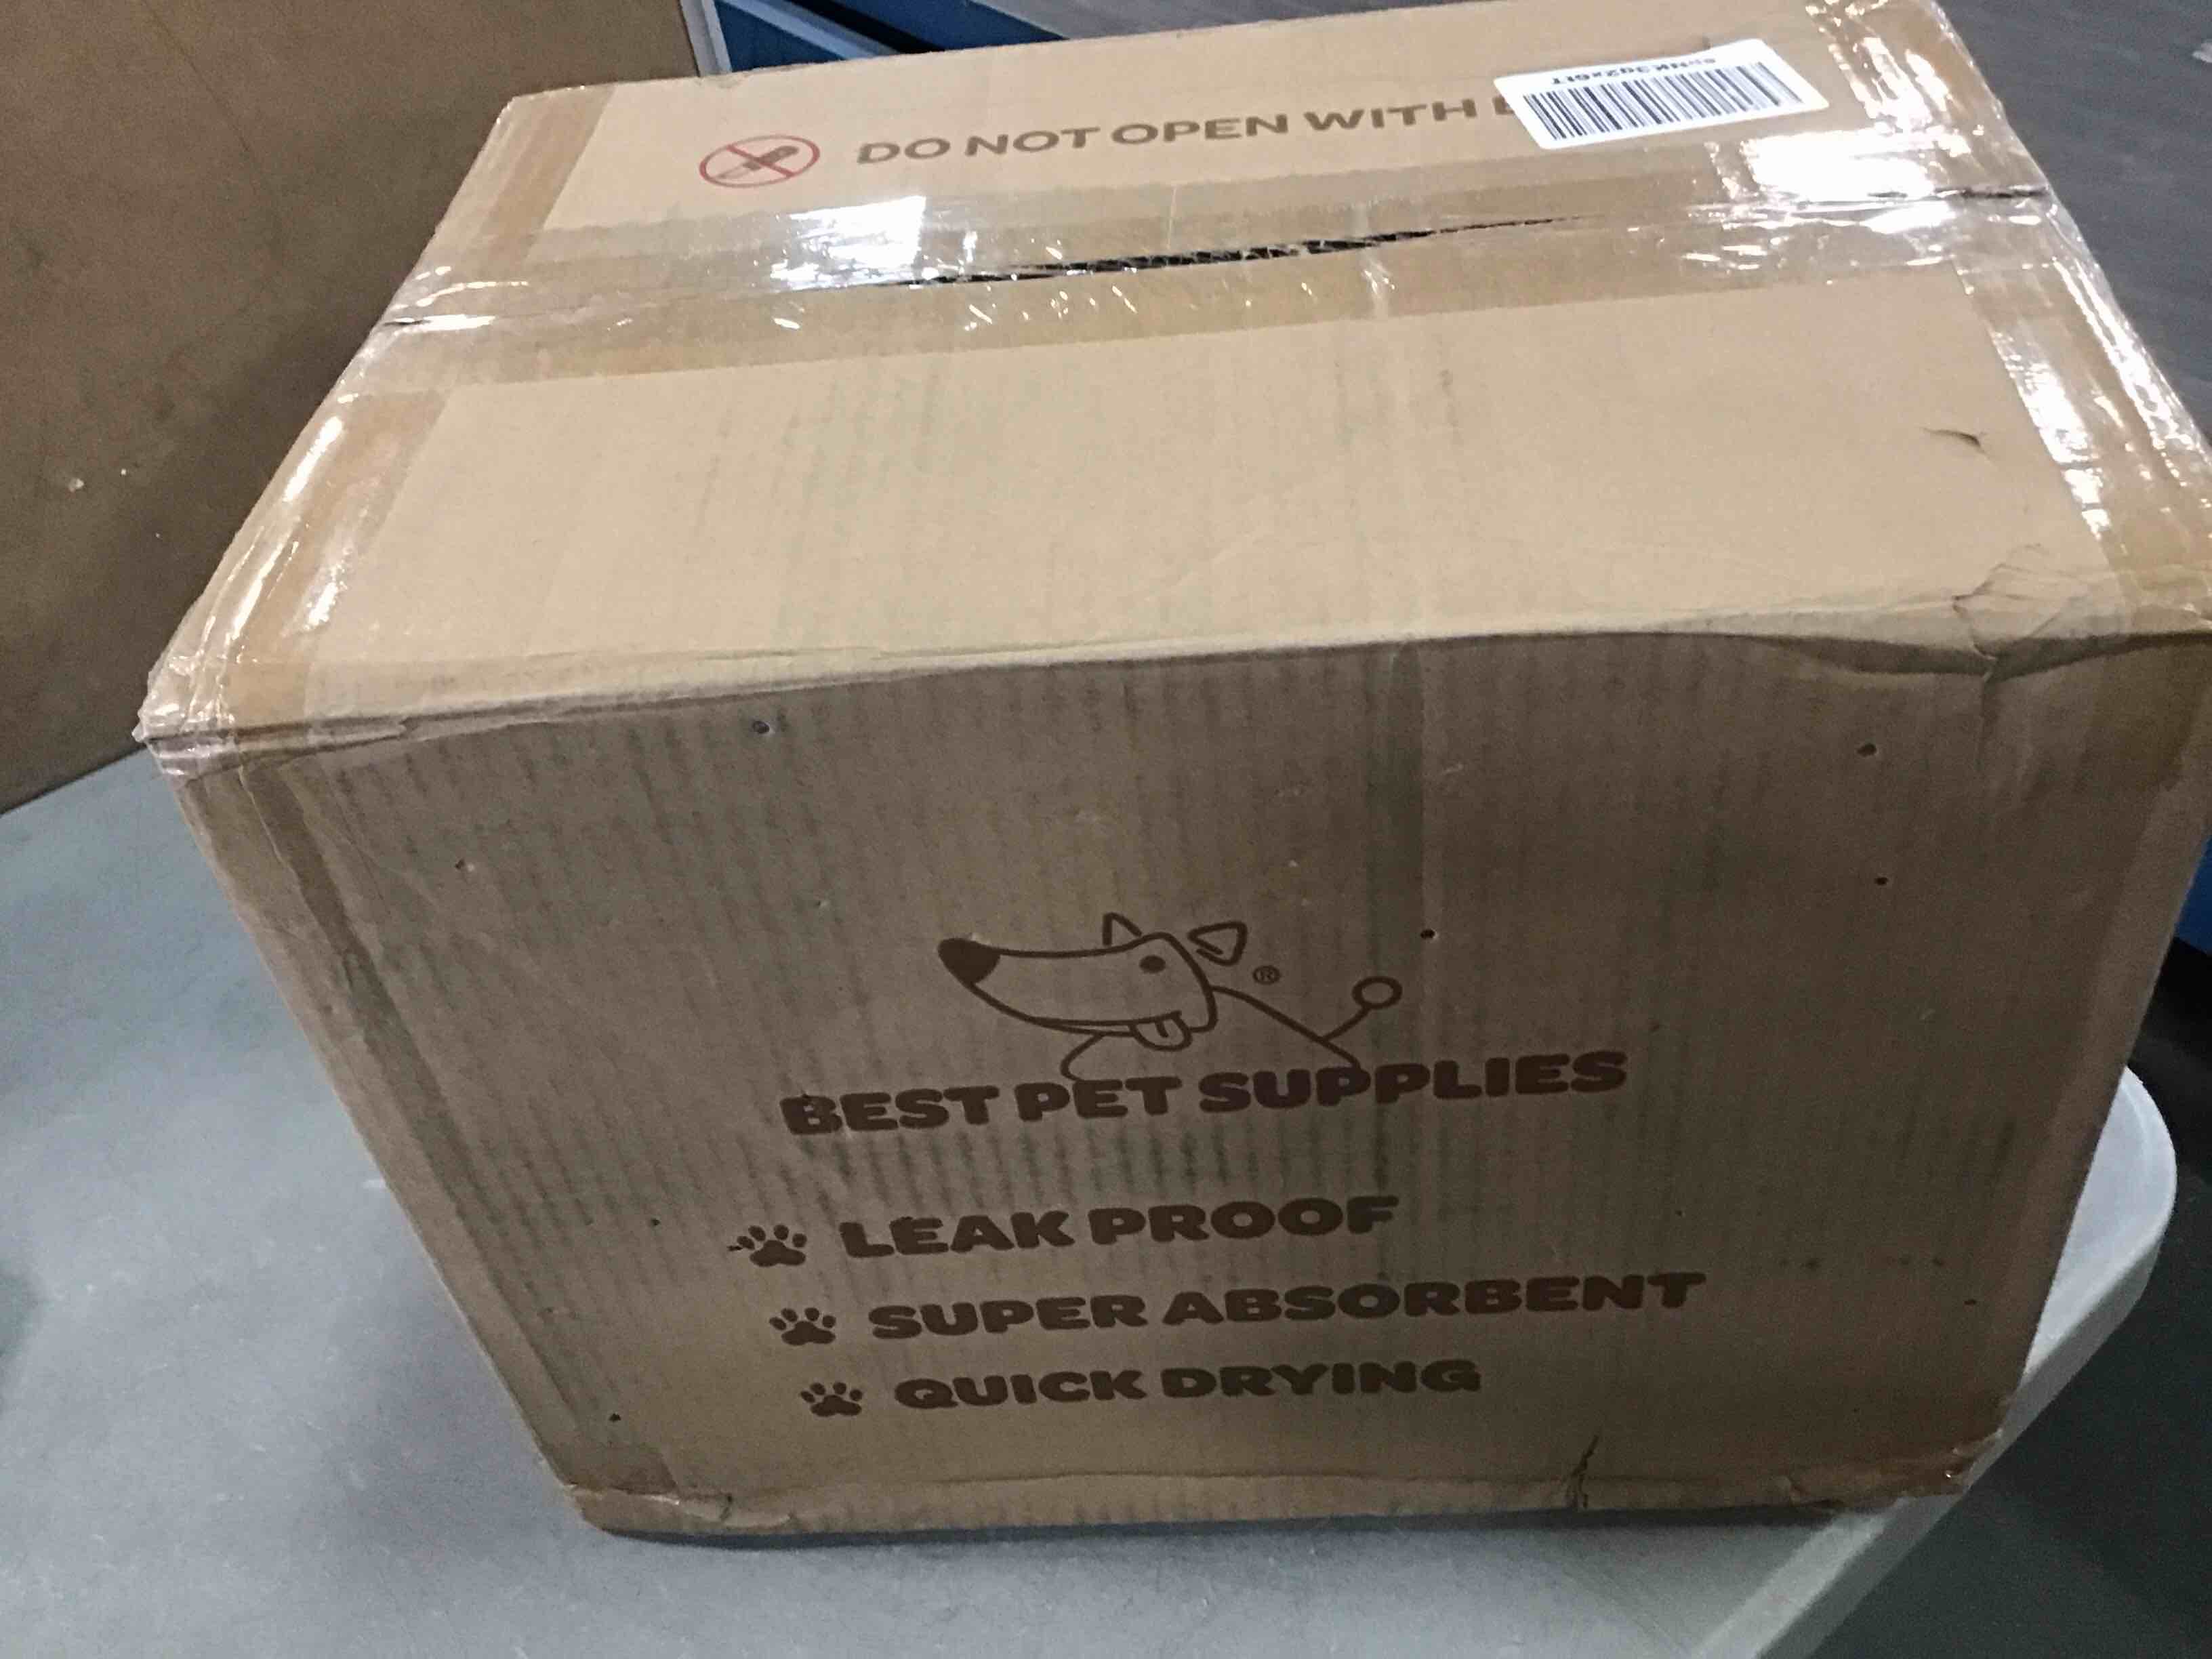 DO NOT OPEN WITH
®
BEST PET SUPPLIES
LEAK PROOF
SUPER ABSORBENT
QUICK DRYING